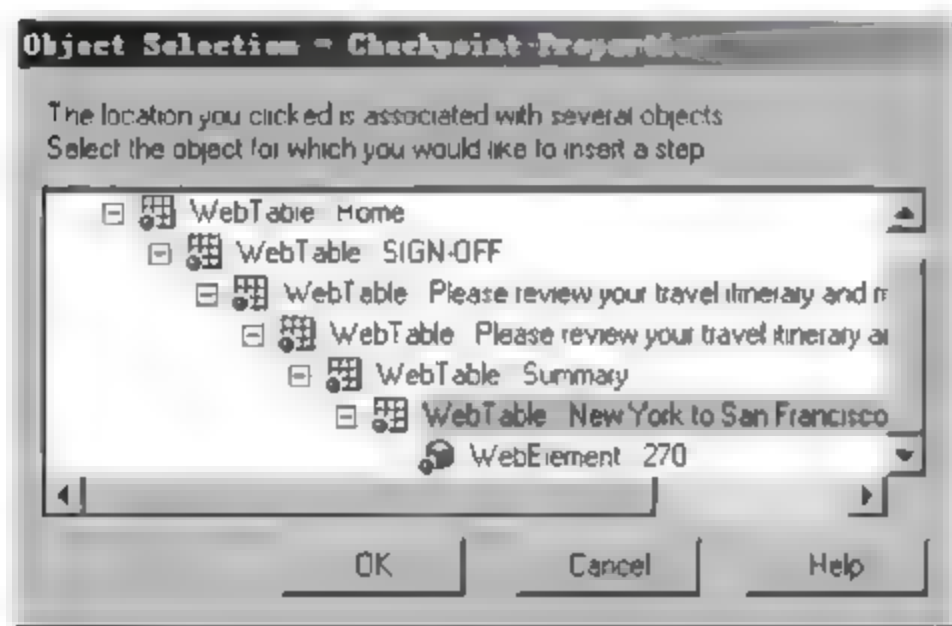 Object Selection - Checkpoint Properties
The location you clicked is associated with several objects
Select the object for which you would like to insert a step
WebTable Home
WebTable SIGN-OFF
WebTable Please review your travel itinerary and
WebTable Please review your travel itinerary
WebTable Summary
WebTable New York to San Francisco
WebElement 270
OK
Cancel
Help